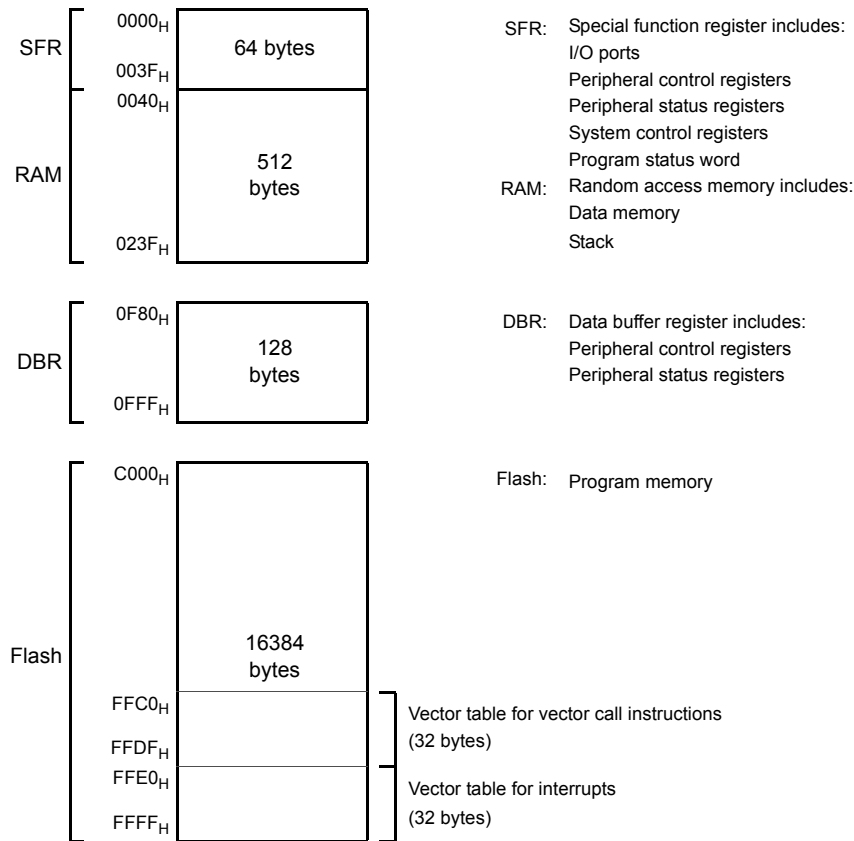 0000H
SFR
64 bytes
003FH
0040H
RAM
512
bytes
023FH
SFR: Special function register includes:
I/O ports
Peripheral control registers
Peripheral status registers
System control registers
Program status word
RAM: Random access memory includes:
Data memory
Stack
0F80H
DBR
128
bytes
0FFFH
DBR: Data buffer register includes:
Peripheral control registers
Peripheral status registers
C000H
Flash: Program memory
Flash
16384
bytes
FFC0H
FFDFH
Vector table for vector call instructions
(32 bytes)
FFE0H
FFFFH
Vector table for interrupts
(32 bytes)